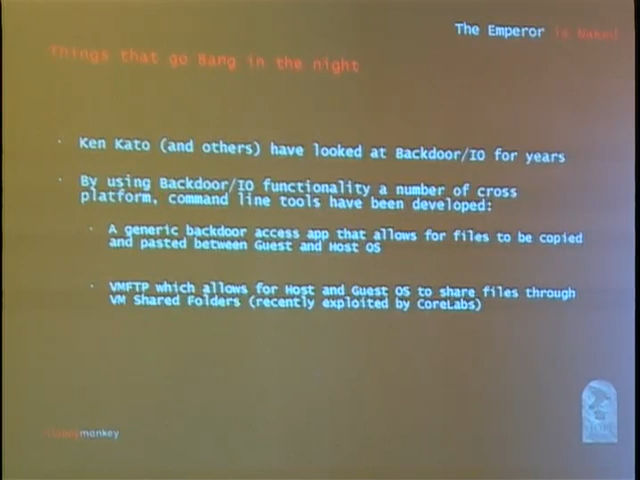 The Emperor is Naked
Things that go Bang in the night
Ken Kato (and others) have looked at Backdoor/IO for years
By using Backdoor/IO functionality a number of cross
platform, command line tools have been developed:
A generic backdoor access app that allows for files to be copied
and pasted between Guest and Host OS
VMFTP which allows for Host and Guest OS to share files through
VM Shared Folders (recently exploited by CoreLabs)
monkey